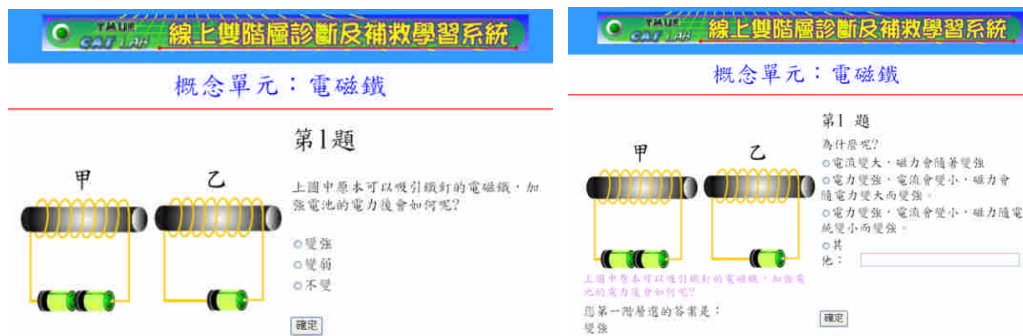 TMUE
CAT LAB
線上雙階層診斷及補救學習系統
概念單元：電磁鐵
甲
乙
第1題
上圖中原本可以吸引鐵釘的電磁鐵，加
強電池的電力後會如何呢?
變強
變弱
不變
確定
TMUE
CAT LAB
線上雙階層診斷及補救學習系統
概念單元：電磁鐵
甲
乙
上圖中原本可以吸引鐵釘的電磁鐵，加強電
池的電力後會如何呢?
您第一階層選的答案是：
變強
第1 題
為什麼呢?
電流變大，磁力會隨著變強
電力變強，電流會變小，磁力會
隨電力變大而變強。
電力變強，電流會變小，磁力隨電
流變小而變強。
其
他：
確定